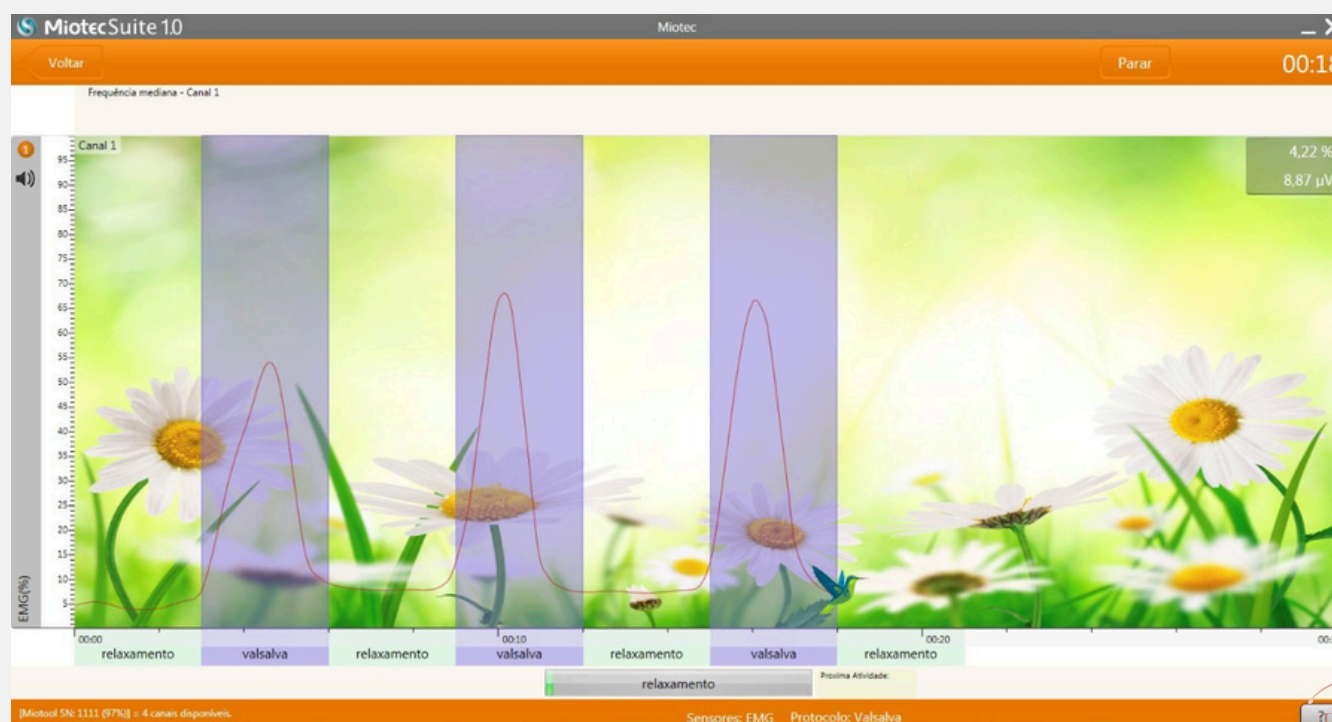 MiotecSuite 1.0
Miotec
Voltar
Parar
00:18
Frequência mediana - Canal 1
1
Canal 1
4,22 %
8,87 µV
95
90
85
80
75
70
65
60
55
50
45
40
35
30
25
20
15
10
5
EMG(%)
00:00 00:10 00:20
relaxamento valsalva relaxamento valsalva relaxamento valsalva relaxamento
relaxamento
Proxima Atividade:
[Miotool SN: 1111 (97%)] = 4 canais disponíveis.
Sensores: EMG Protocolo: Valsalva